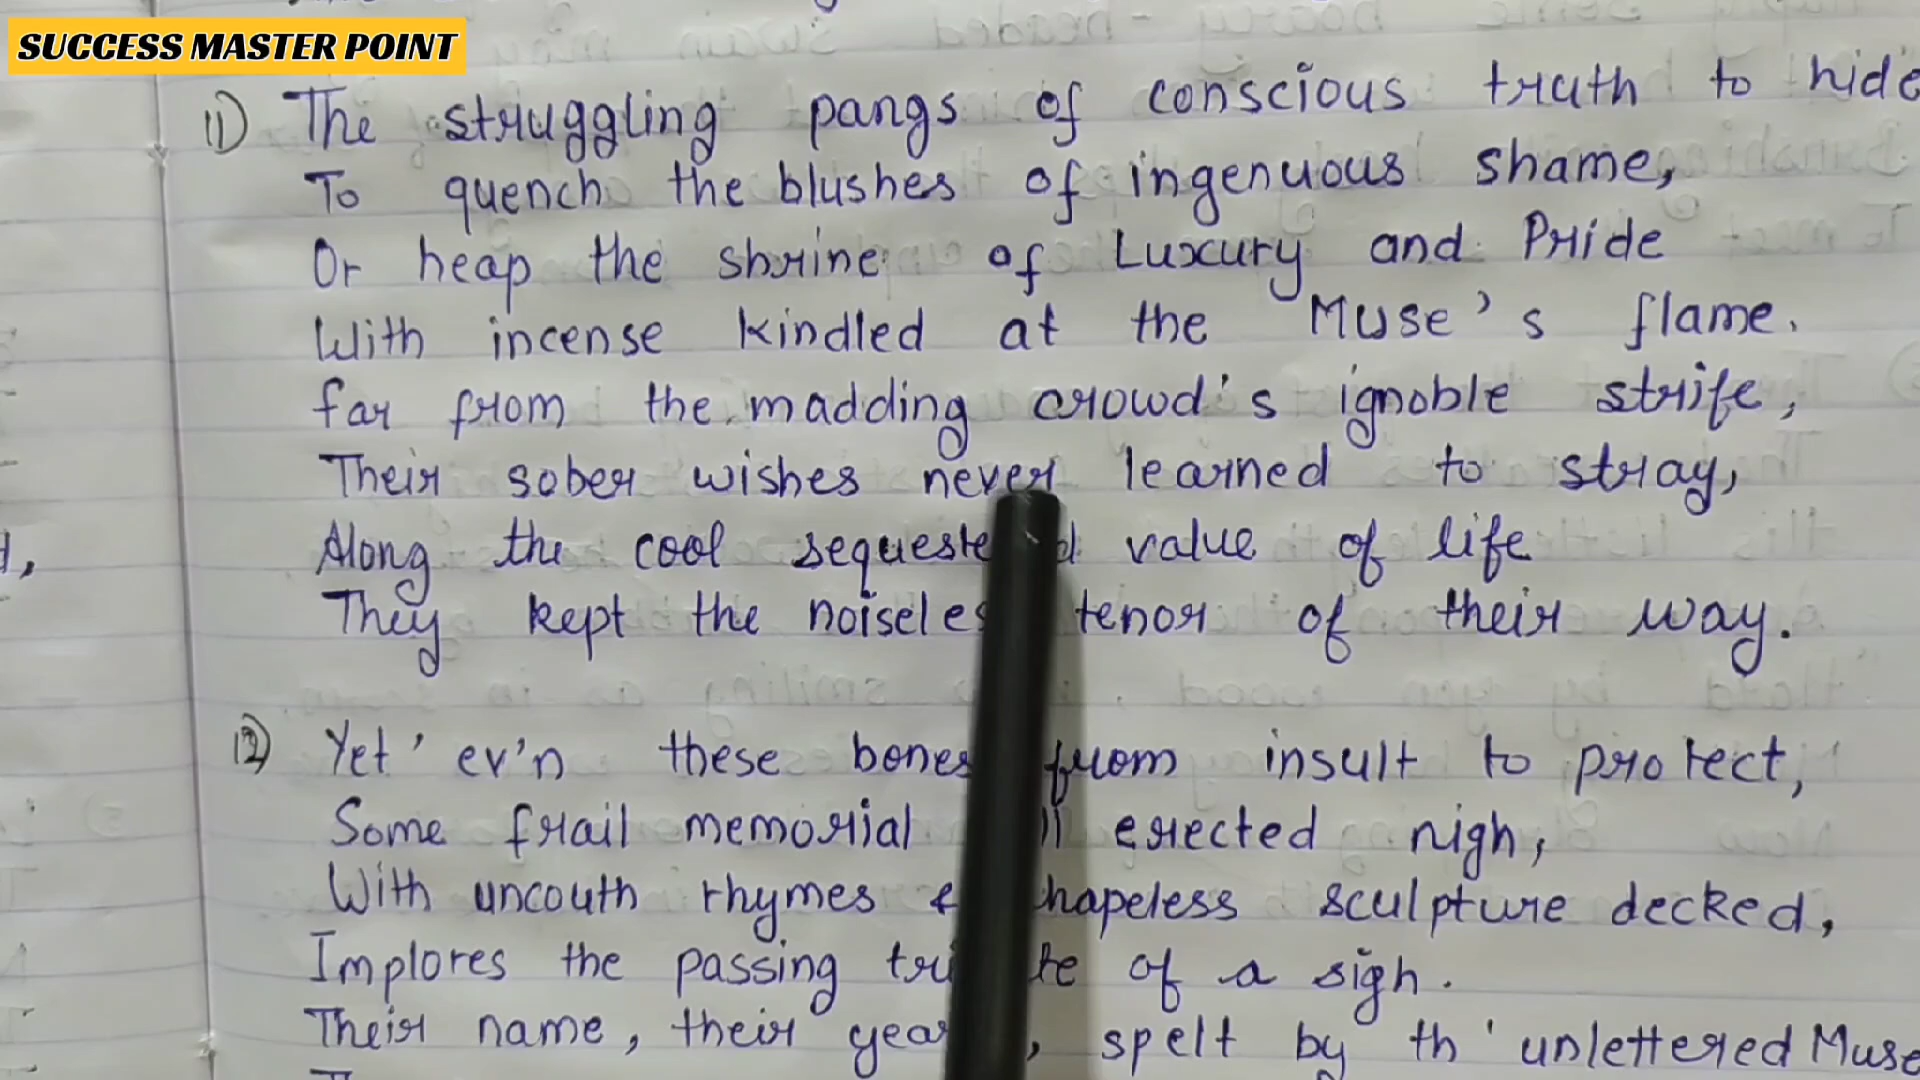 SUCCESS MASTER POINT
11) The struggling pangs of conscious truth to hide
To quench the blushes of ingenuous shame,
Or heap the shrine of Luxury and Pride
With incense kindled at the Muse's flame.
far from the madding crowd's ignoble strife,
Their sober wishes never learned to stray,
Along the cool value of life
They kept the tenor of their way.
12) Yet' ev'n these bones from insult to protect,
Some frail memorial erected nigh,
With uncouth rhymes & sculpture decked,
Implores the passing of a sigh.
Their name, their , spelt by th' unlettered Muse